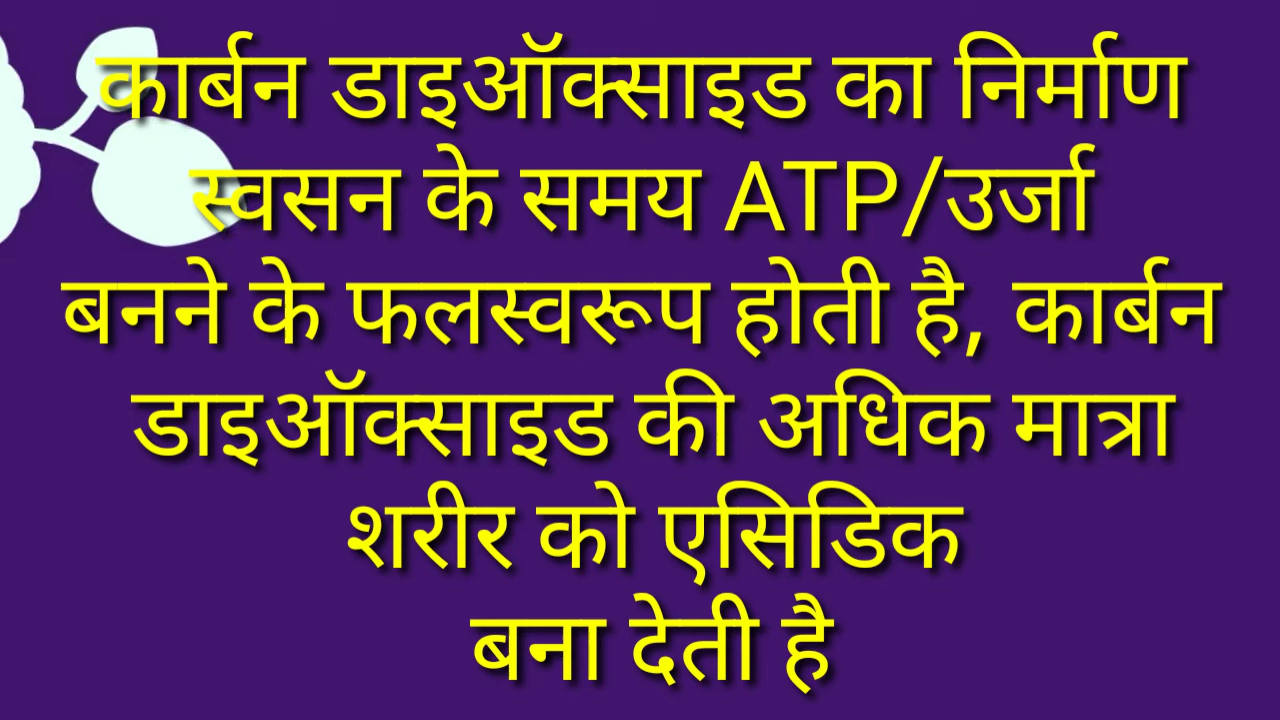 कार्बन डाइऑक्साइड का निर्माण
स्वसन के समय ATP/उर्जा
बनने के फलस्वरूप होती है, कार्बन
डाइऑक्साइड की अधिक मात्रा
शरीर को एसिडिक
बना देती है